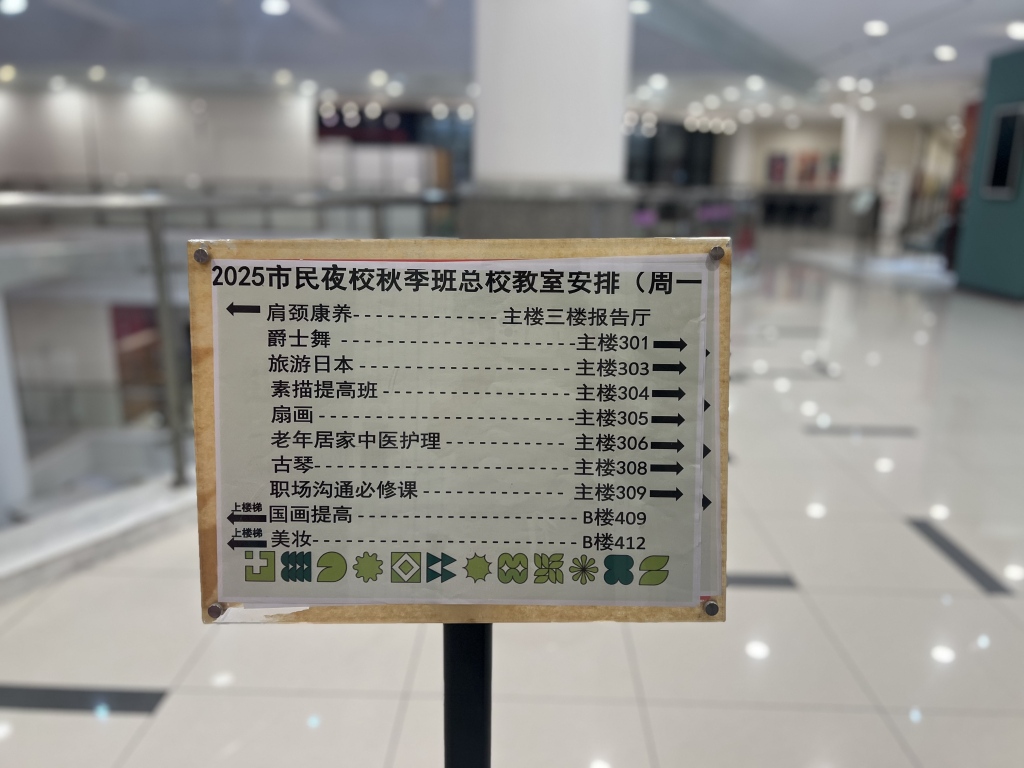 2025市民夜校秋季班总校教室安排（周一
肩颈康养----------------主楼三楼报告厅
爵士舞--------------------------主楼301
旅游日本------------------------主楼303
素描提高班----------------------主楼304
扇画----------------------------主楼305
老年居家中医护理----------------主楼306
古琴----------------------------主楼308
职场沟通必修课------------------主楼309
上楼梯 国画提高------------------------B楼409
上楼梯 美妆----------------------------B楼412